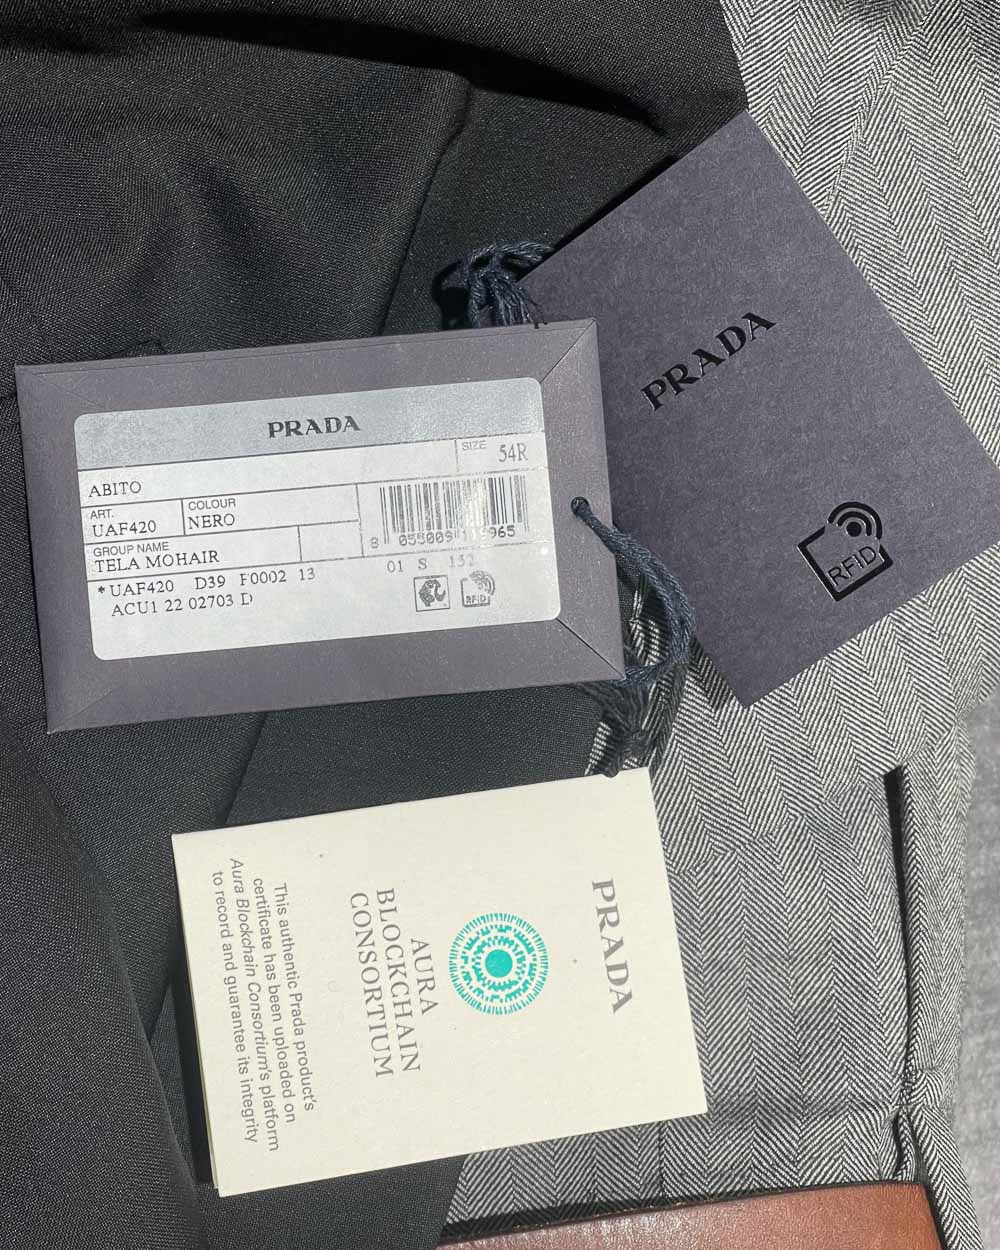 PRADA
SIZE 54R
ABITO
ART. UAF420
COLOUR NERO
GROUP NAME
TELA MOHAIR
*UAF420 D39 F0002 13
01 S 152
ACU1 22 02703 D
RFiD
PRADA
RFID
PRADA
AURA
BLOCKCHAIN
CONSORTIUM
This authentic Prada product's
certificate has been uploaded on
Aura Blockchain Consortium's platform
to record and guarantee its integrity